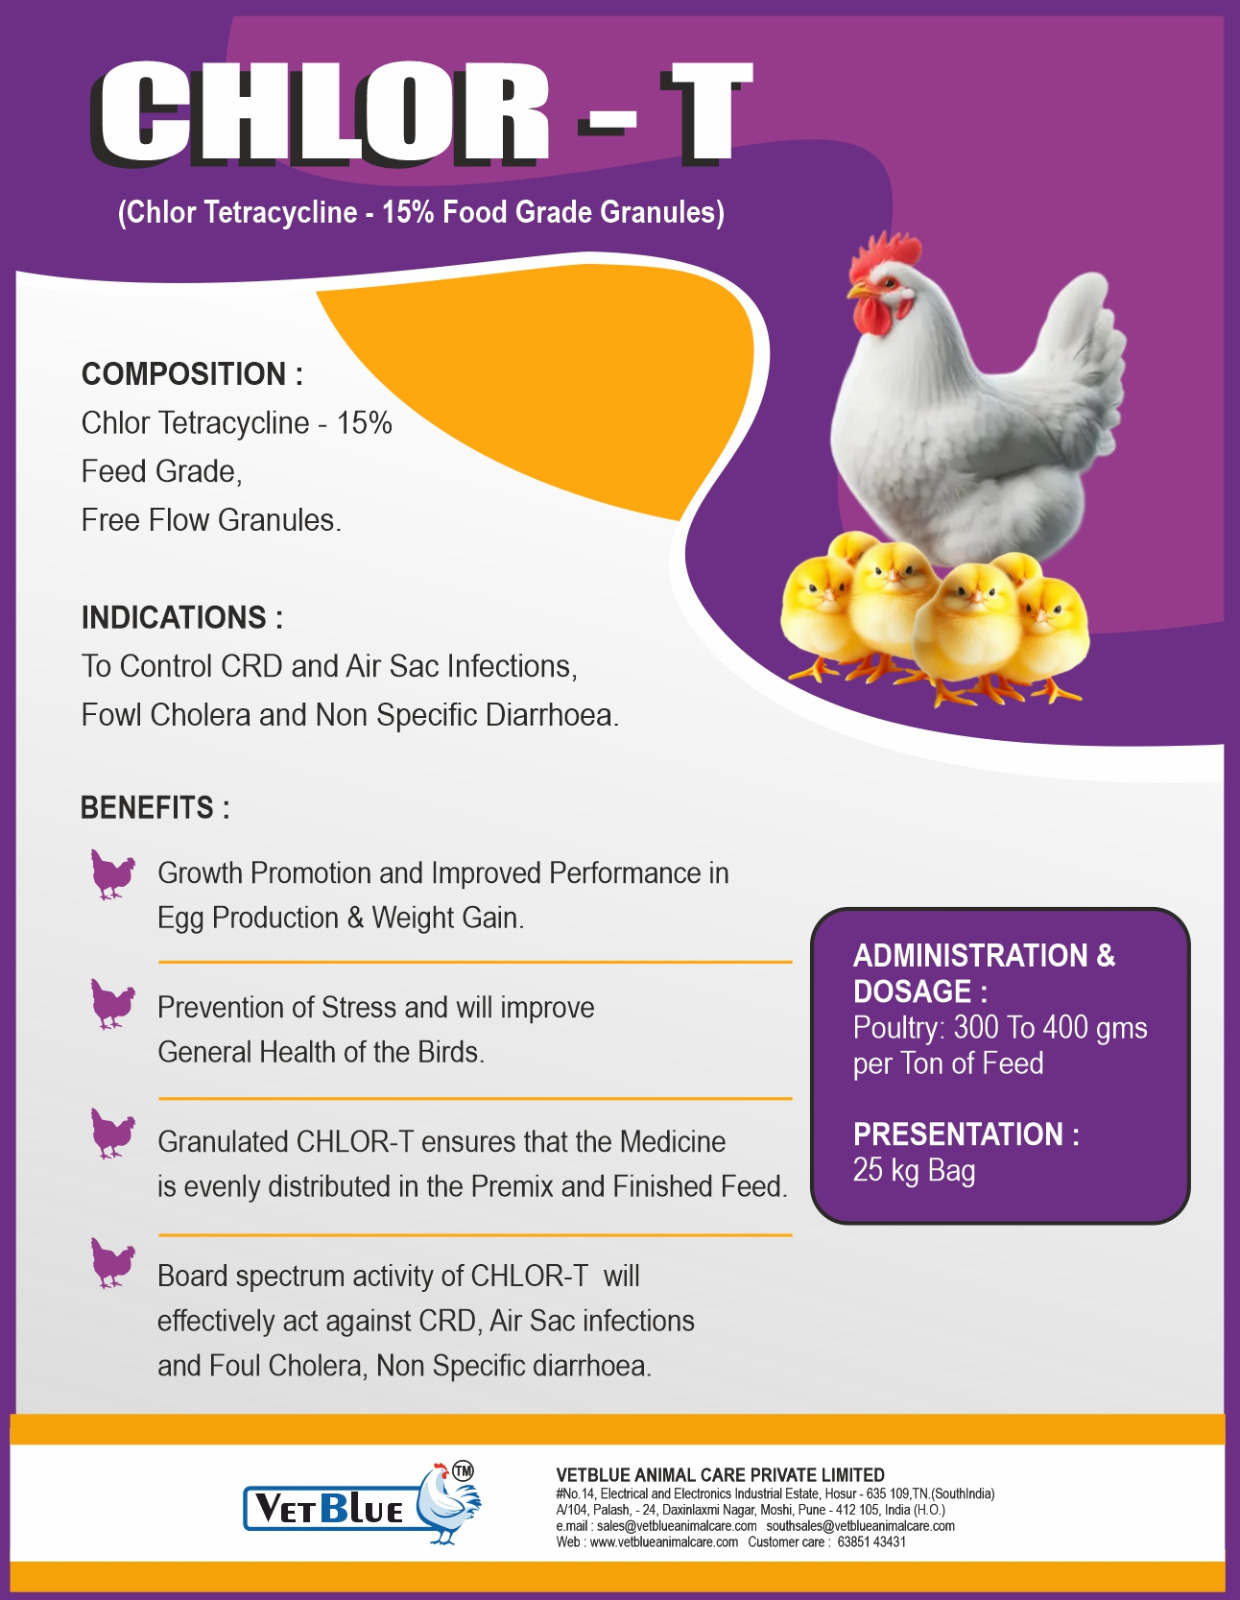 CHLOR - T
(Chlor Tetracycline - 15% Food Grade Granules)
COMPOSITION :
Chlor Tetracycline - 15%
Feed Grade,
Free Flow Granules.
INDICATIONS :
To Control CRD and Air Sac Infections,
Fowl Cholera and Non Specific Diarrhoea.
BENEFITS :
Growth Promotion and Improved Performance in
Egg Production & Weight Gain.
Prevention of Stress and will improve
General Health of the Birds.
Granulated CHLOR-T ensures that the Medicine
is evenly distributed in the Premix and Finished Feed.
Board spectrum activity of CHLOR-T will
effectively act against CRD, Air Sac infections
and Foul Cholera, Non Specific diarrhoea.
ADMINISTRATION &
DOSAGE :
Poultry: 300 To 400 gms
per Ton of Feed
PRESENTATION :
25 kg Bag
VETBLUE
TM
VETBLUE ANIMAL CARE PRIVATE LIMITED
#No.14, Electrical and Electronics Industrial Estate, Hosur - 635 109,TN.(SouthIndia)
A/104, Palash, - 24, Daxinlaxmi Nagar, Moshi, Pune - 412 105, India (H.O.)
e.mail : sales@vetblueanimalcare.com southsales@vetblueanimalcare.com
Web : www.vetblueanimalcare.com Customer care : 63851 43431